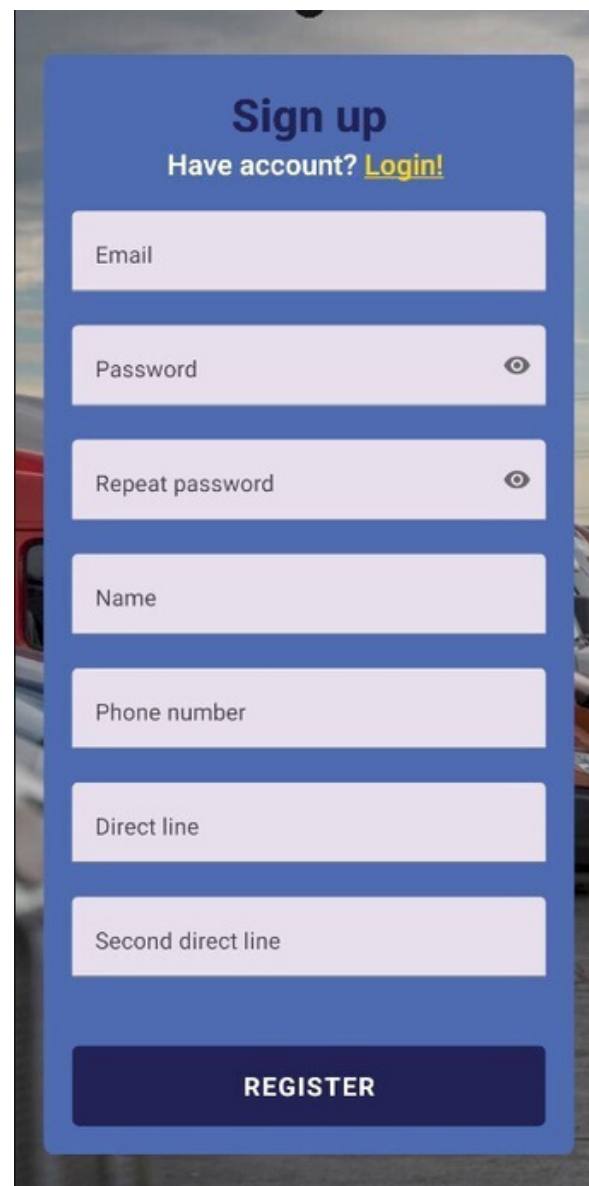 Sign up
Have account? Login!
Email
Password
Repeat password
Name
Phone number
Direct line
Second direct line
REGISTER